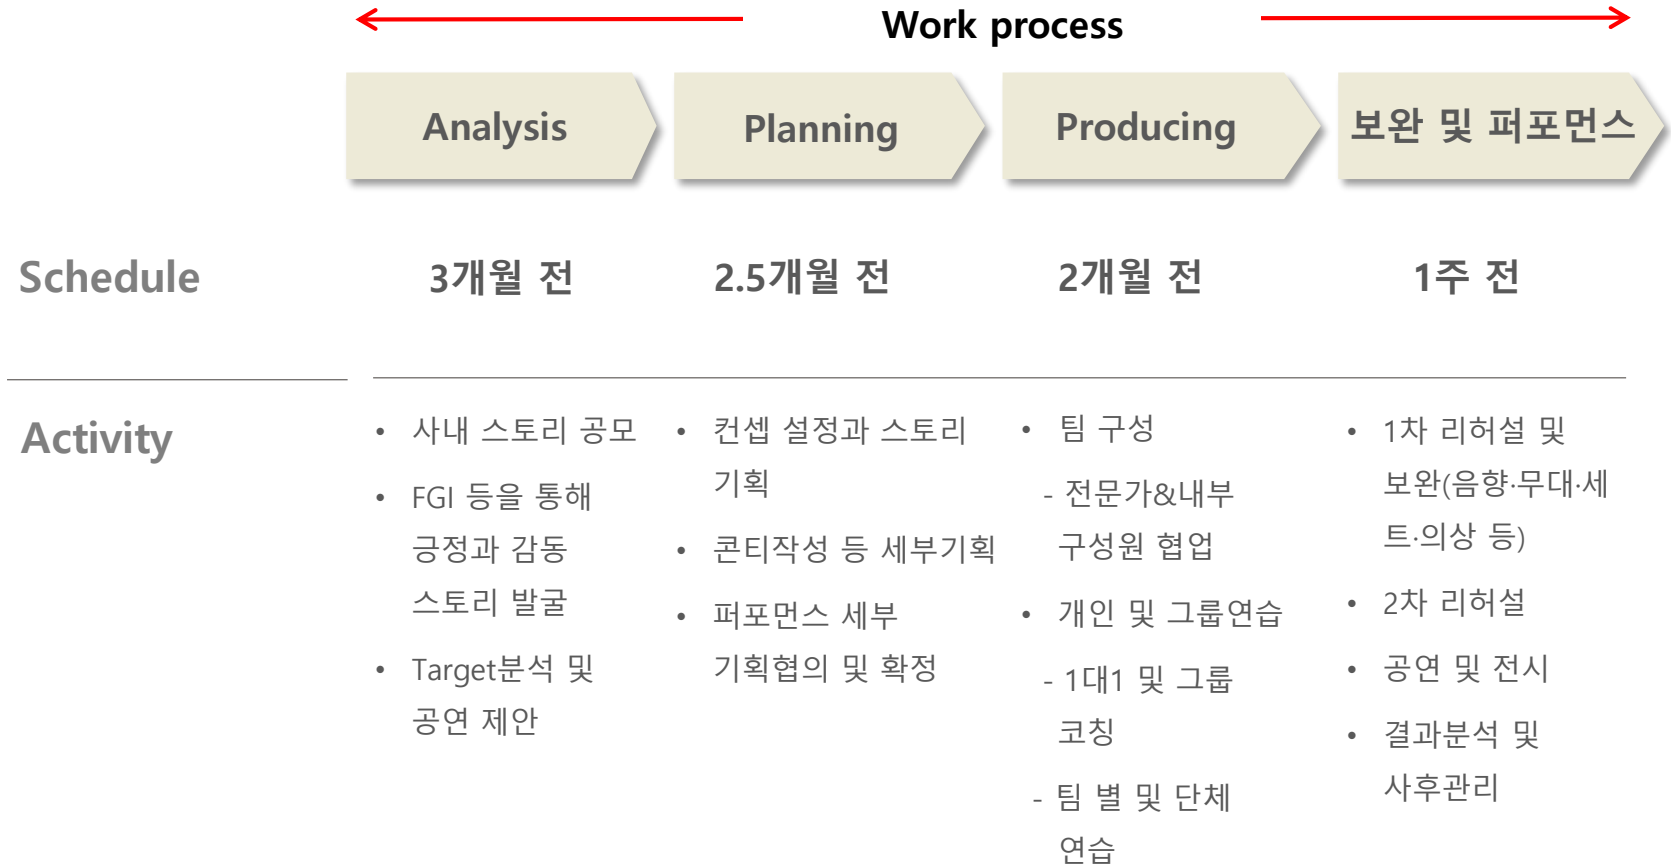 Work process
Analysis
Planning
Producing
보완 및 퍼포먼스
Schedule
3개월 전
2.5개월 전
2개월 전
1주 전
Activity
• 사내 스토리 공모
• FGI 등을 통해
긍정과 감동
스토리 발굴
• Target분석 및
공연 제안
• 컨셉 설정과 스토리
기획
• 콘티작성 등 세부기획
• 퍼포먼스 세부
기획협의 및 확정
• 팀 구성
- 전문가&내부
구성원 협업
• 개인 및 그룹연습
- 1대1 및 그룹
코칭
- 팀 별 및 단체
연습
• 1차 리허설 및
보완(음향·무대·세
트·의상 등)
• 2차 리허설
• 공연 및 전시
• 결과분석 및
사후관리